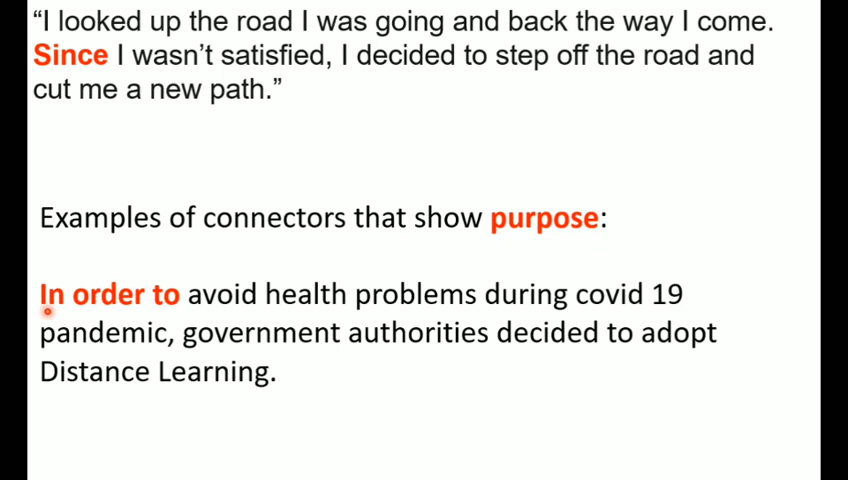 “I looked up the road I was going and back the way I come.
Since I wasn’t satisfied, I decided to step off the road and
cut me a new path.”
Examples of connectors that show purpose:
In order to avoid health problems during covid 19
pandemic, government authorities decided to adopt
Distance Learning.